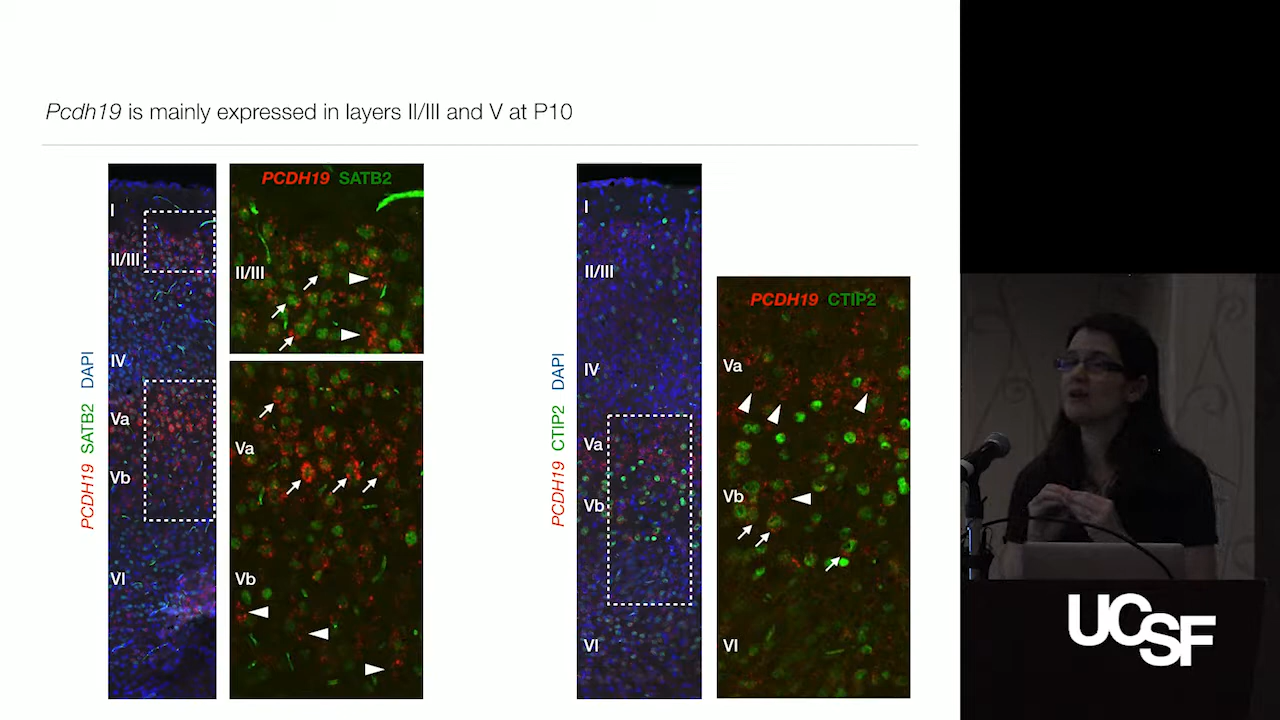 Pcdh19 is mainly expressed in layers II/III and V at P10
PCDH19 SATB2 DAPI
I
II/III
IV
Va
Vb
VI
PCDH19 SATB2
II/III
Va
Vb
PCDH19 CTIP2 DAPI
I
II/III
IV
Va
Vb
VI
PCDH19 CTIP2
Va
Vb
VI
UCSF